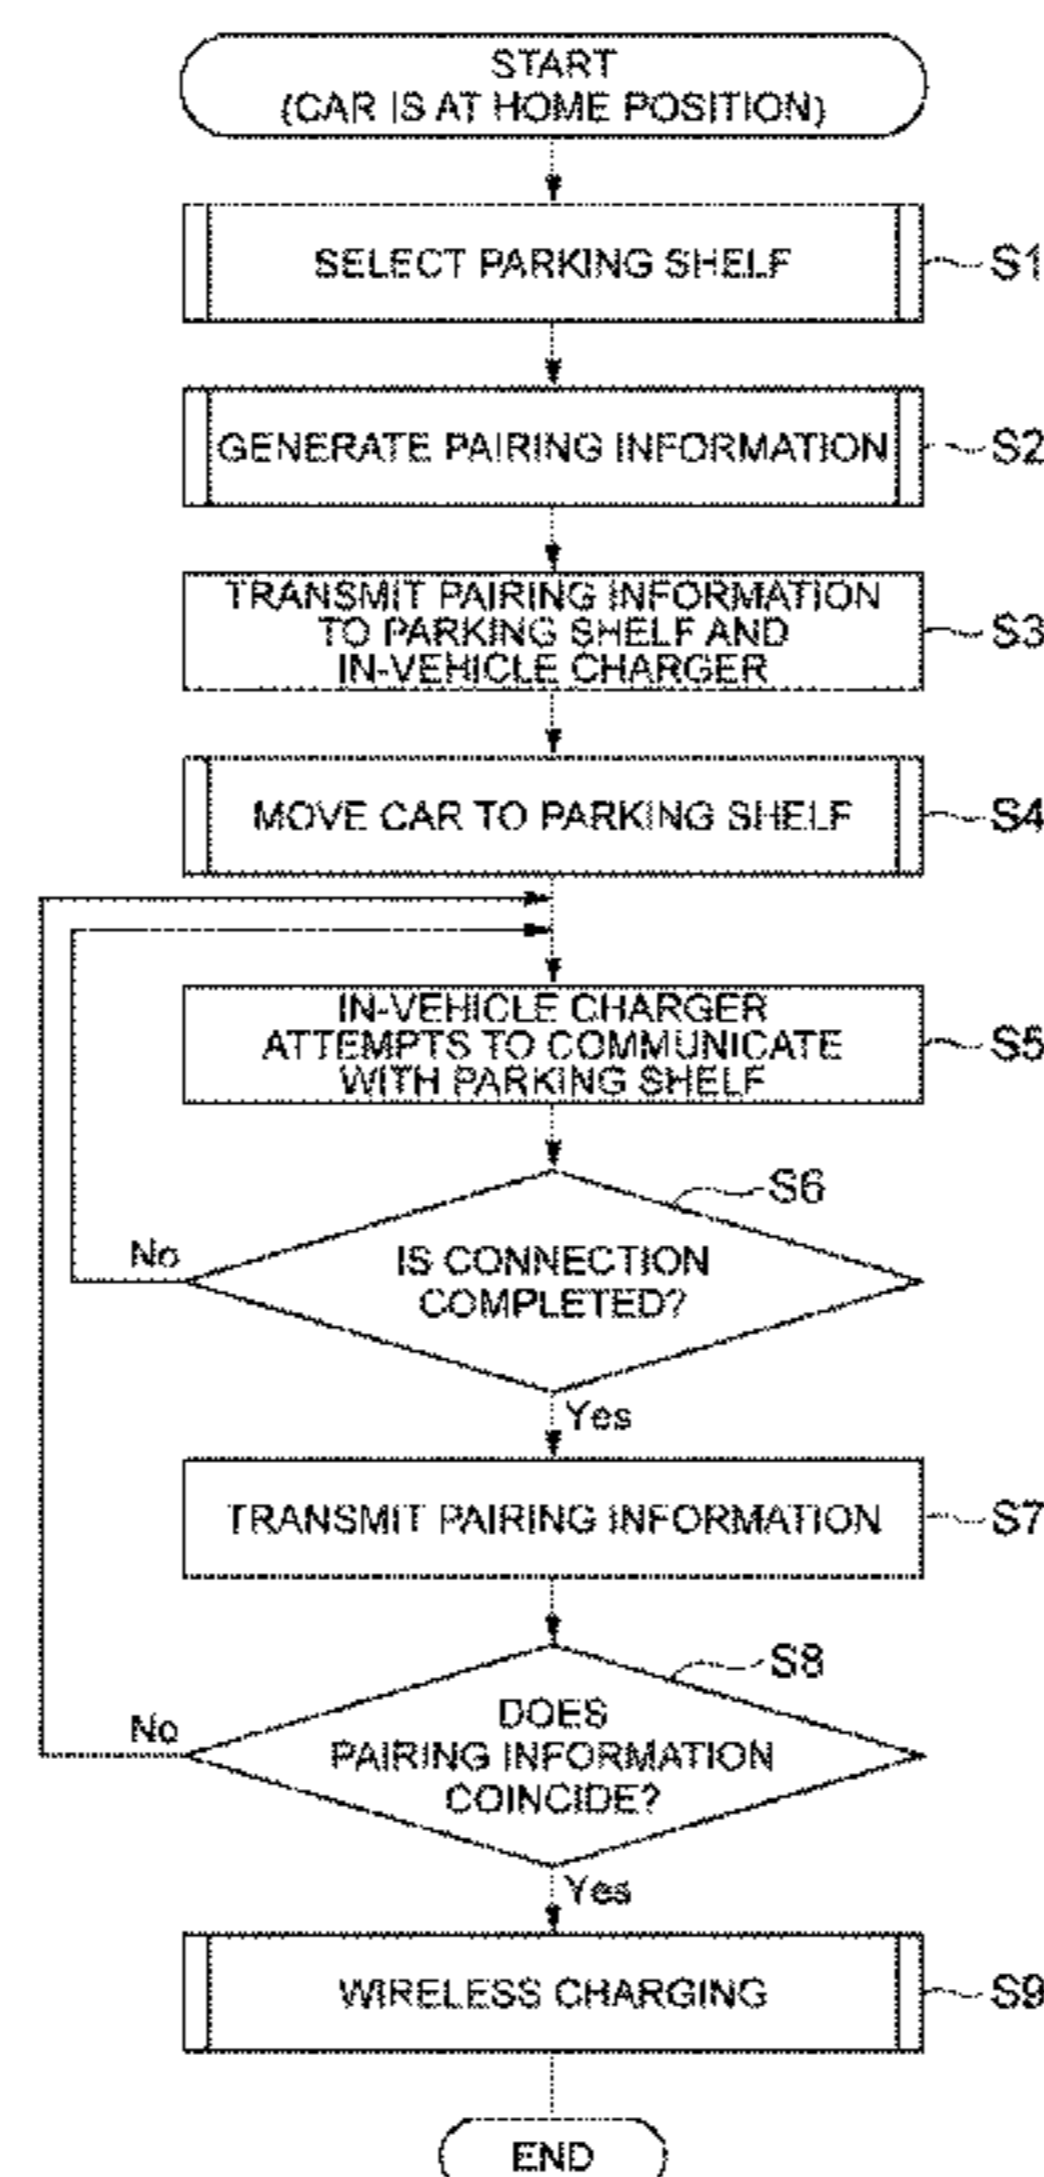 START
(CAR IS AT HOME POSITION)
SELECT PARKING SHELF
S1
GENERATE PAIRING INFORMATION
S2
TRANSMIT PAIRING INFORMATION
TO PARKING SHELF AND
IN-VEHICLE CHARGER
S3
MOVE CAR TO PARKING SHELF
S4
IN-VEHICLE CHARGER
ATTEMPTS TO COMMUNICATE
WITH PARKING SHELF
S5
S6
No
IS CONNECTION
COMPLETED?
Yes
TRANSMIT PAIRING INFORMATION
S7
S8
No
DOES
PAIRING INFORMATION
COINCIDE?
Yes
WIRELESS CHARGING
S9
END